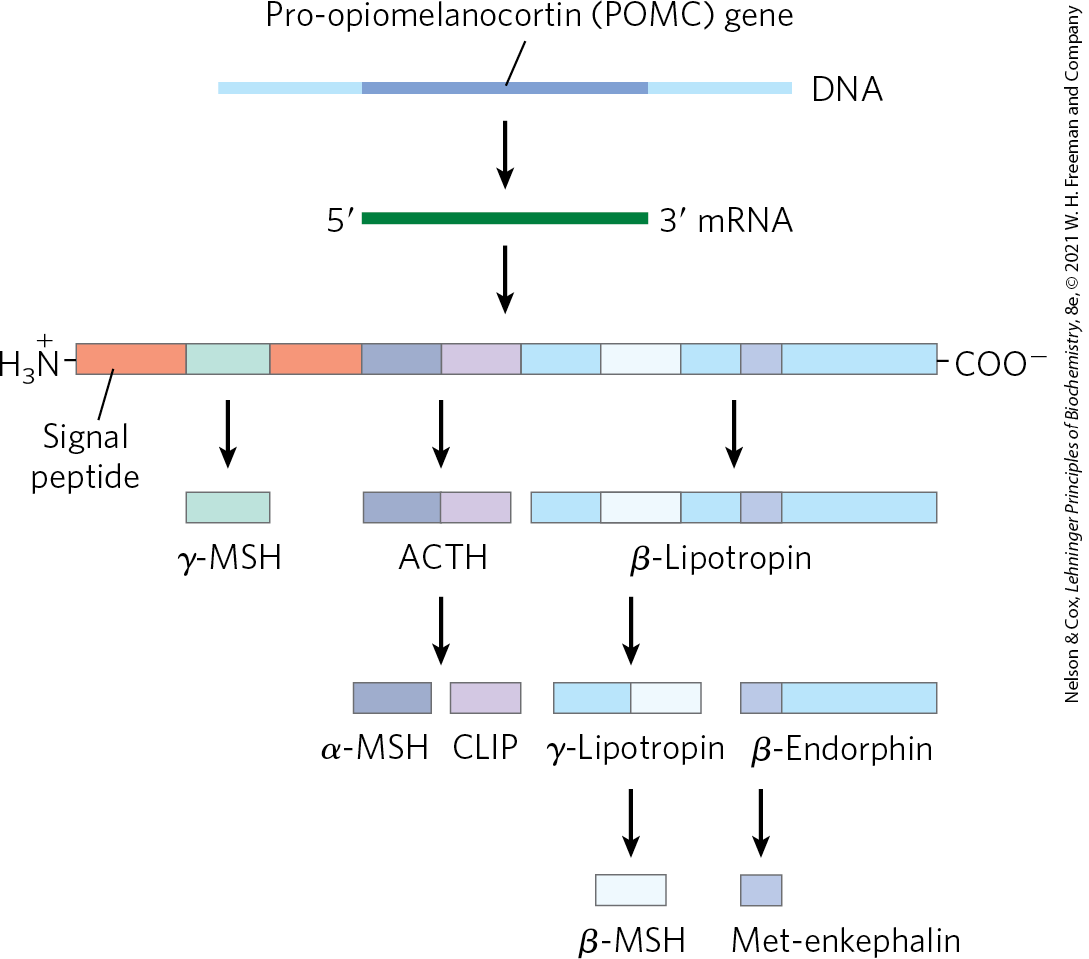 Pro-opiomelanocortin (POMC) gene
DNA
5′
3′ mRNA
H₃N⁺
COO⁻
Signal
peptide
γ-MSH
ACTH
β-Lipotropin
α-MSH
CLIP
γ-Lipotropin
β-Endorphin
β-MSH
Met-enkephalin
Nelson & Cox, Lehninger Principles of Biochemistry, 8e, © 2021 W. H. Freeman and Company